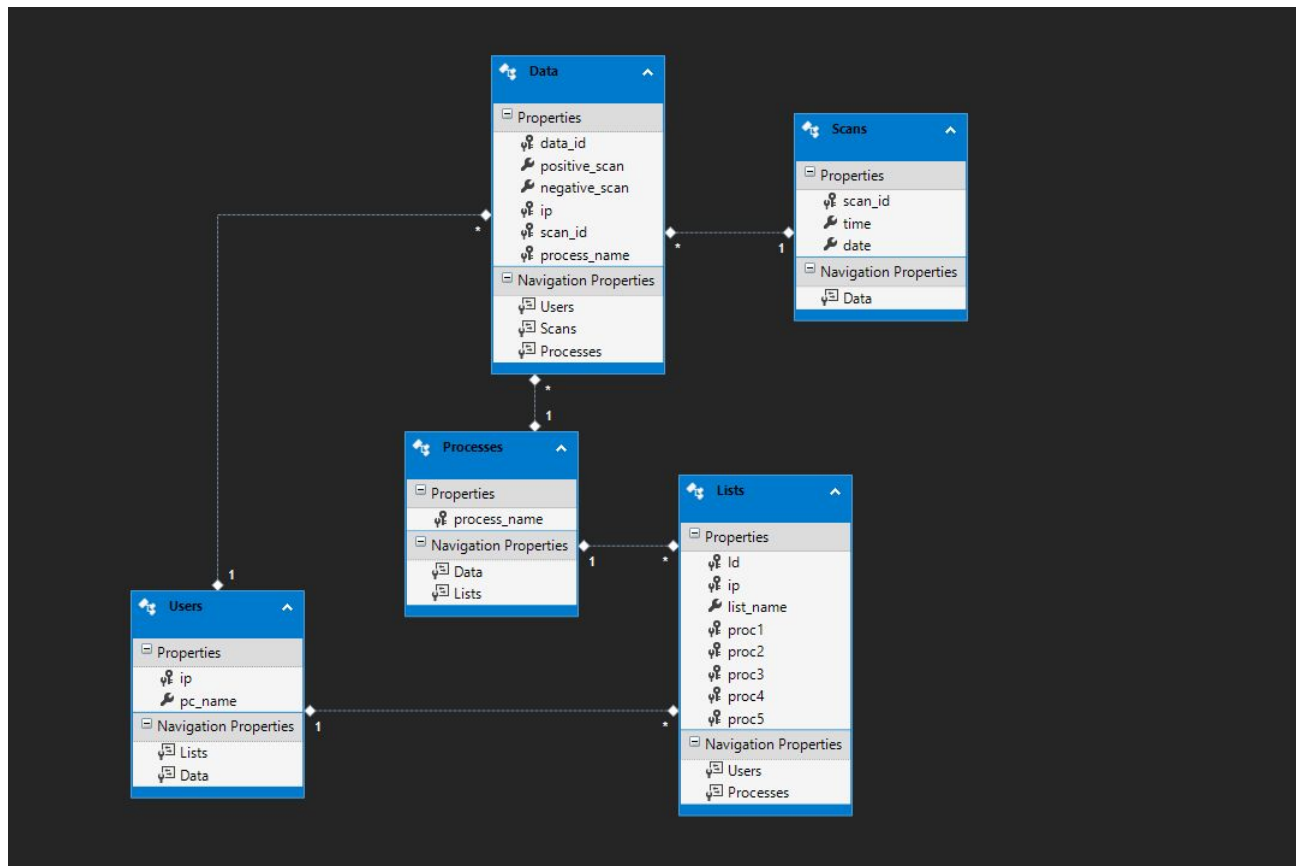 Data
Properties
data_id
positive_scan
negative_scan
ip
scan_id
process_name
Navigation Properties
Users
Scans
Processes
*
*
*
1
Scans
Properties
scan_id
time
date
Navigation Properties
Data
1
Processes
Properties
process_name
Navigation Properties
Data
Lists
1
*
Lists
Properties
Id
ip
list_name
proc1
proc2
proc3
proc4
proc5
Navigation Properties
Users
Processes
1
Users
Properties
ip
pc_name
Navigation Properties
Lists
Data
1
*